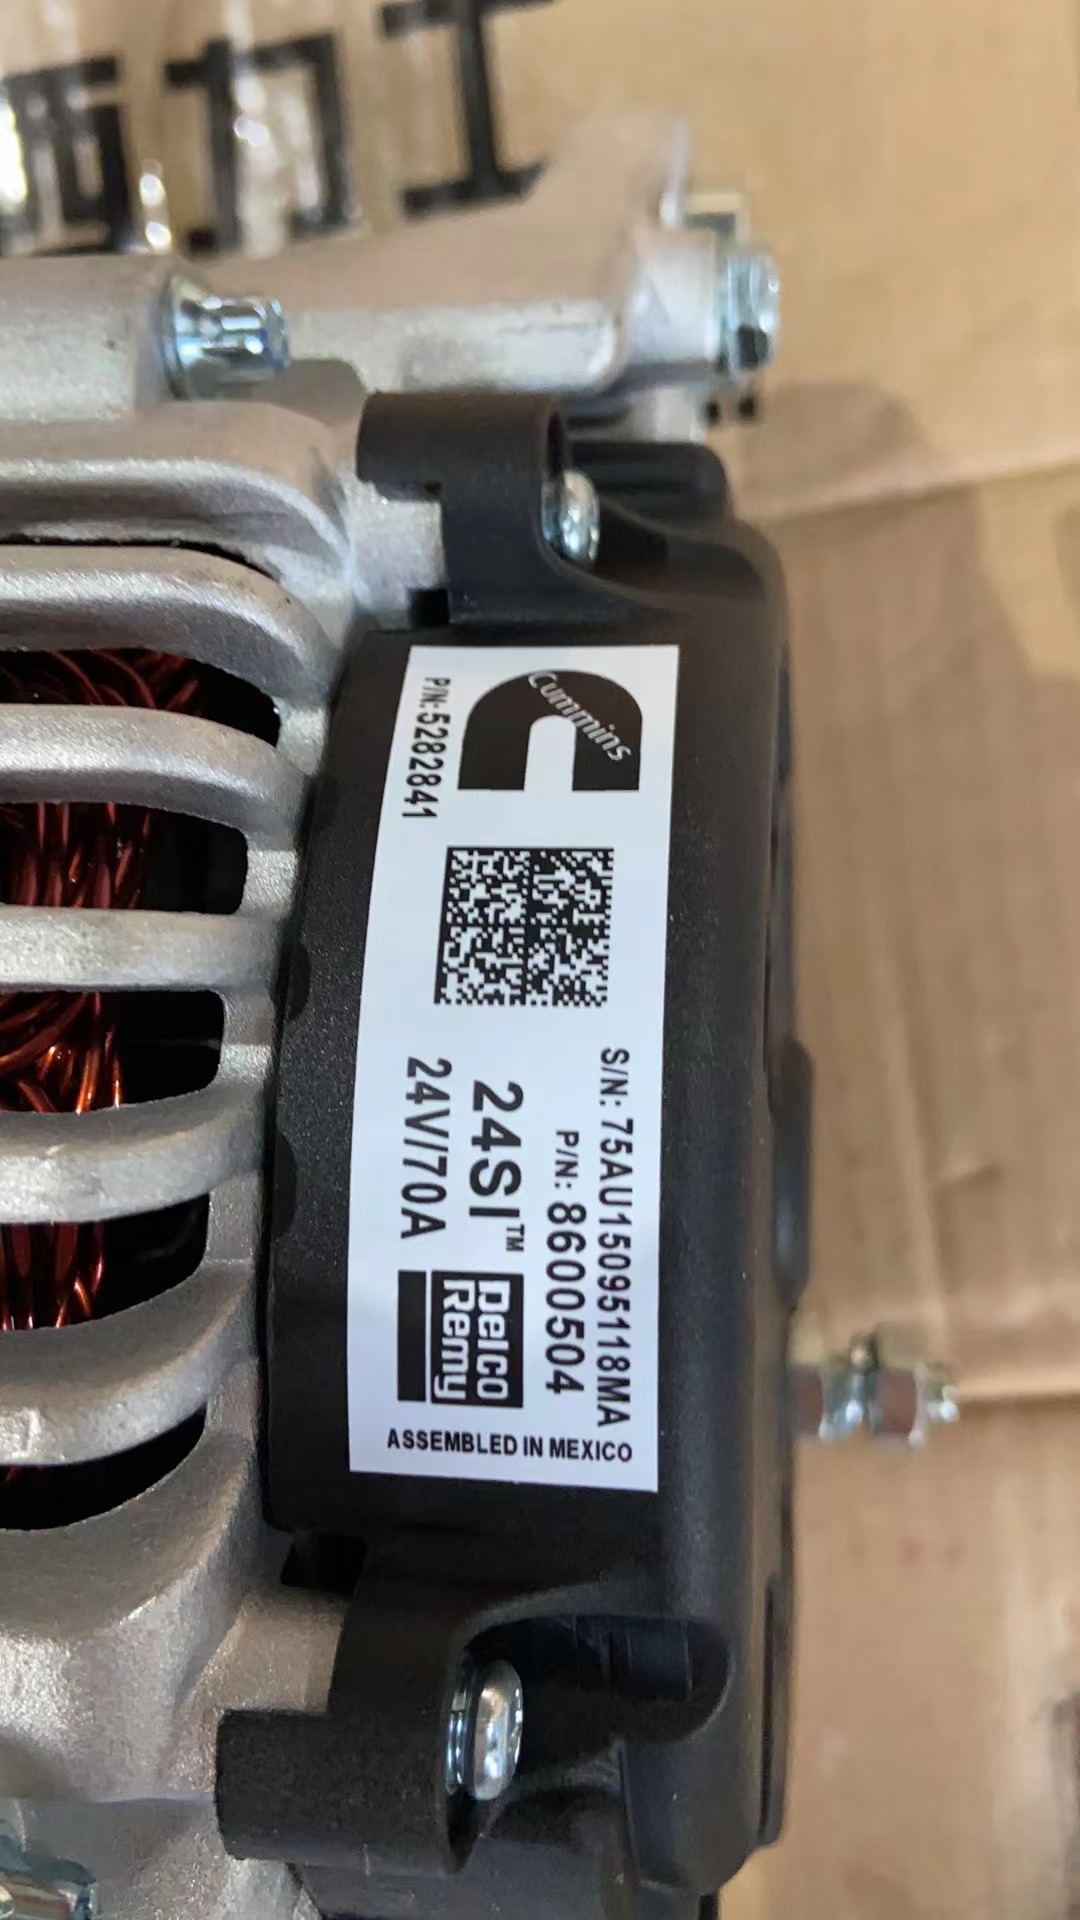 Cummins
P/N:5282841
S/N: 75AU15095118MA
P/N: 8600504
24SI™
24V/70A
Delco
Remy
ASSEMBLED IN MEXICO